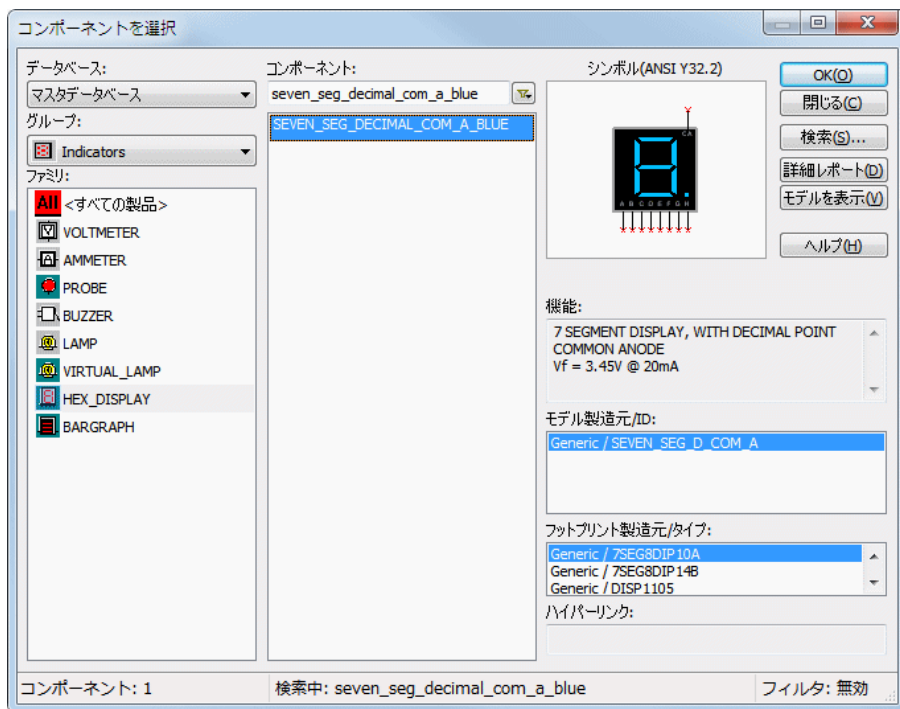 コンポーネントを選択
データベース:
マスタデータベース
グループ:
Indicators
ファミリ:
All <すべての製品>
VOLTMETER
AMMETER
PROBE
BUZZER
LAMP
VIRTUAL_LAMP
HEX_DISPLAY
BARGRAPH
コンポーネント:
seven_seg_decimal_com_a_blue
SEVEN_SEG_DECIMAL_COM_A_BLUE
シンボル(ANSI Y32.2)
CA
A B C D E F G H
機能:
7 SEGMENT DISPLAY, WITH DECIMAL POINT
COMMON ANODE
Vf = 3.45V @ 20mA
モデル製造元/ID:
Generic / SEVEN_SEG_D_COM_A
フットプリント製造元/タイプ:
Generic / 7SEG8DIP10A
Generic / 7SEG8DIP14B
Generic / DISP1105
ハイパーリンク:
OK(O)
閉じる(C)
検索(S)...
詳細レポート(D)
モデルを表示(V)
ヘルプ(H)
コンポーネント: 1
検索中: seven_seg_decimal_com_a_blue
フィルタ: 無効